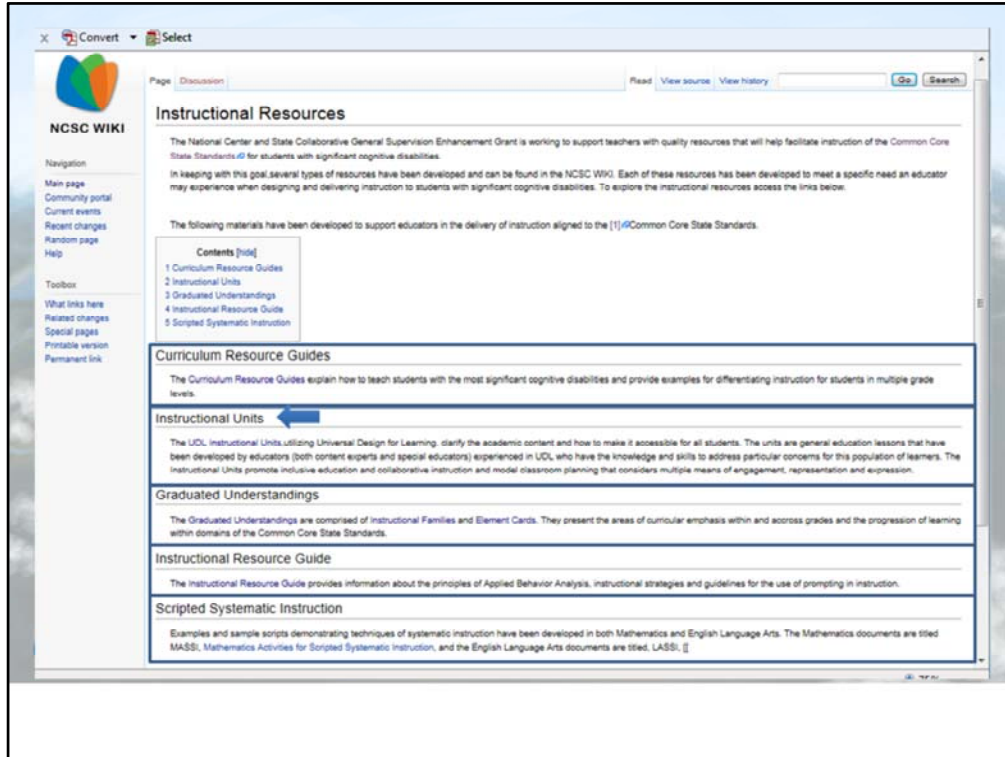 x Convert Select
Page Discussion Read View source View history Go Search
NCSC WIKI
Navigation
Main page
Community portal
Current events
Recent changes
Random page
Help
Toolbox
What links here
Related changes
Special pages
Printable version
Permanent link
Instructional Resources
The National Center and State Collaborative General Supervision Enhancement Grant is working to support teachers with quality resources that will help facilitate instruction of the Common Core
State Standards for students with significant cognitive disabilities.
In keeping with this goal,several types of resources have been developed and can be found in the NCSC WIKI. Each of these resources has been developed to meet a specific need an educator
may experience when designing and delivering instruction to students with significant cognitive disabilities. To explore the instructional resources access the links below.
The following materials have been developed to support educators in the delivery of instruction aligned to the [1] Common Core State Standards.
Contents [hide]
1 Curriculum Resource Guides
2 Instructional Units
3 Graduated Understandings
4 Instructional Resource Guide
5 Scripted Systematic Instruction
Curriculum Resource Guides
The Curriculum Resource Guides explain how to teach students with the most significant cognitive disabilities and provide examples for differentiating instruction for students in multiple grade
levels.
Instructional Units
The UDL Instructional Units,utilizing Universal Design for Learning, clarify the academic content and how to make it accessible for all students. The units are general education lessons that have
been developed by educators (both content experts and special educators) experienced in UDL who have the knowledge and skills to address particular concerns for this population of learners. The
Instructional Units promote inclusive education and collaborative instruction and model classroom planning that considers multiple means of engagement, representation and expression.
Graduated Understandings
The Graduated Understandings are comprised of Instructional Families and Element Cards. They present the areas of curricular emphasis within and accross grades and the progression of learning
within domains of the Common Core State Standards.
Instructional Resource Guide
The Instructional Resource Guide provides information about the principles of Applied Behavior Analysis, instructional strategies and guidelines for the use of prompting in instruction.
Scripted Systematic Instruction
Examples and sample scripts demonstrating techniques of systematic instruction have been developed in both Mathematics and English Language Arts. The Mathematics documents are titled
MASSI, Mathematics Activities for Scripted Systematic Instruction, and the English Language Arts documents are titled, LASSI, [[